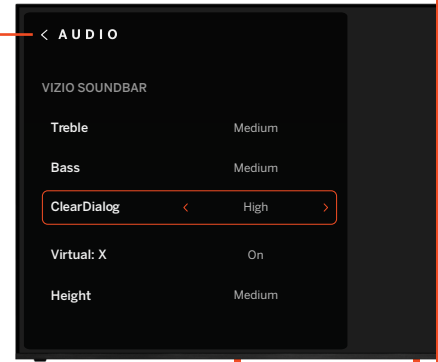 < AUDIO
VIZIO SOUNDBAR
Treble Medium
Bass Medium
ClearDialog < High >
Virtual: X On
Height Medium